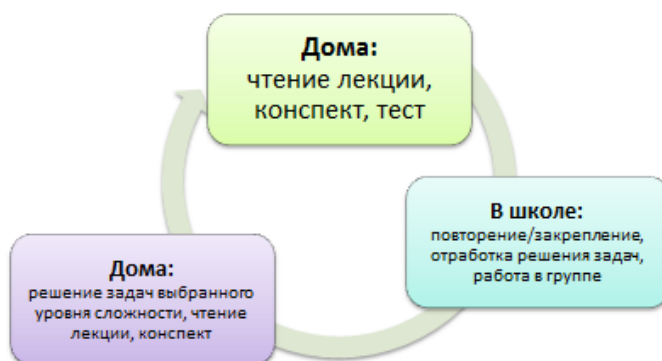 Дома:
чтение лекции,
конспект, тест
В школе:
повторение/закрепление,
отработка решения задач,
работа в группе
Дома:
решение задач выбранного
уровня сложности, чтение
лекции, конспект